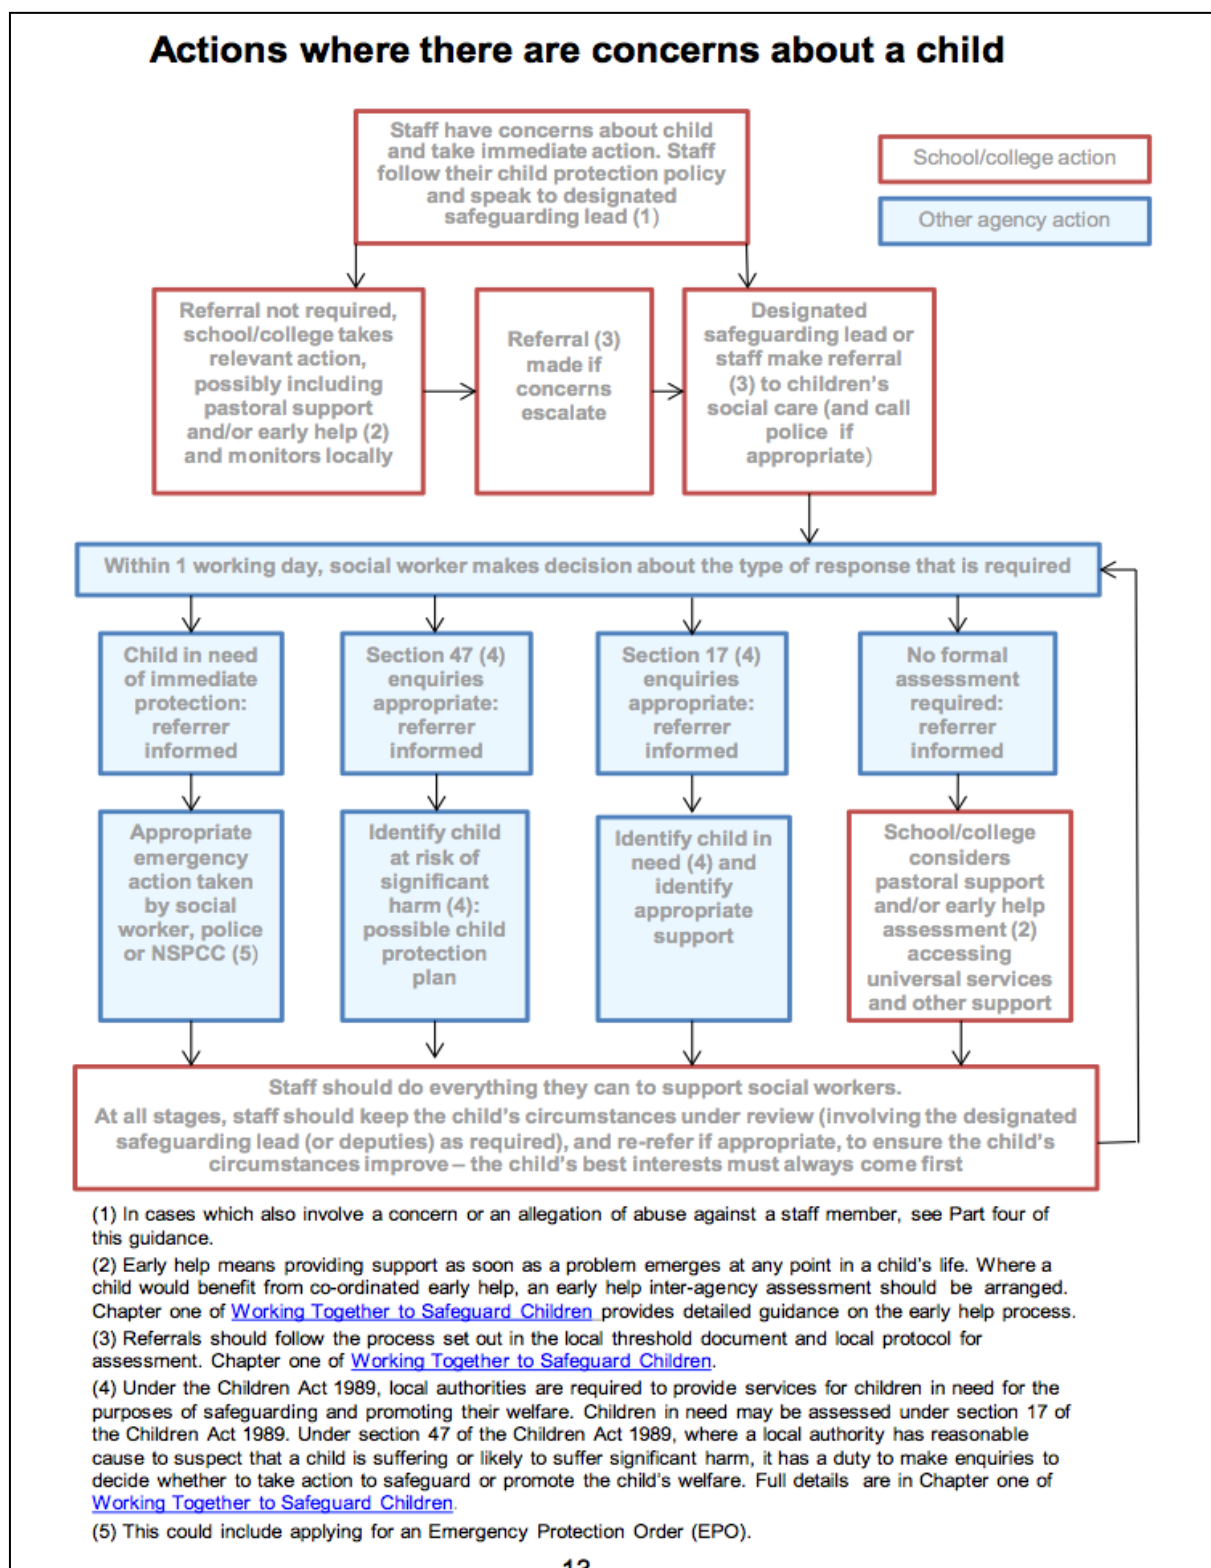 Actions where there are concerns about a child
Staff have concerns about child
and take immediate action. Staff
follow their child protection policy
and speak to designated
safeguarding lead (1)
School/college action
Other agency action
Referral not required,
school/college takes
relevant action,
possibly including
pastoral support
and/or early help (2)
and monitors locally
Referral (3)
made if
concerns
escalate
Designated
safeguarding lead or
staff make referral
(3) to children's
social care (and call
police if
appropriate)
Within 1 working day, social worker makes decision about the type of response that is required
Child in need
of immediate
protection:
referrer
informed
Section 47 (4)
enquiries
appropriate:
referrer
informed
Section 17 (4)
enquiries
appropriate:
referrer
informed
No formal
assessment
required:
referrer
informed
Appropriate
emergency
action taken
by social
worker, police
or NSPCC (5)
Identify child
at risk of
significant
harm (4):
possible child
protection
plan
Identify child in
need (4) and
identify
appropriate
support
School/college
considers
pastoral support
and/or early help
assessment (2)
accessing
universal services
and other support
Staff should do everything they can to support social workers.
At all stages, staff should keep the child's circumstances under review (involving the designated
safeguarding lead (or deputies) as required), and re-refer if appropriate, to ensure the child's
circumstances improve – the child's best interests must always come first
(1) In cases which also involve a concern or an allegation of abuse against a staff member, see Part four of
this guidance.
(2) Early help means providing support as soon as a problem emerges at any point in a child's life. Where a
child would benefit from co-ordinated early help, an early help inter-agency assessment should be arranged.
Chapter one of Working Together to Safeguard Children provides detailed guidance on the early help process.
(3) Referrals should follow the process set out in the local threshold document and local protocol for
assessment. Chapter one of Working Together to Safeguard Children.
(4) Under the Children Act 1989, local authorities are required to provide services for children in need for the
purposes of safeguarding and promoting their welfare. Children in need may be assessed under section 17 of
the Children Act 1989. Under section 47 of the Children Act 1989, where a local authority has reasonable
cause to suspect that a child is suffering or likely to suffer significant harm, it has a duty to make enquiries to
decide whether to take action to safeguard or promote the child's welfare. Full details are in Chapter one of
Working Together to Safeguard Children.
(5) This could include applying for an Emergency Protection Order (EPO).